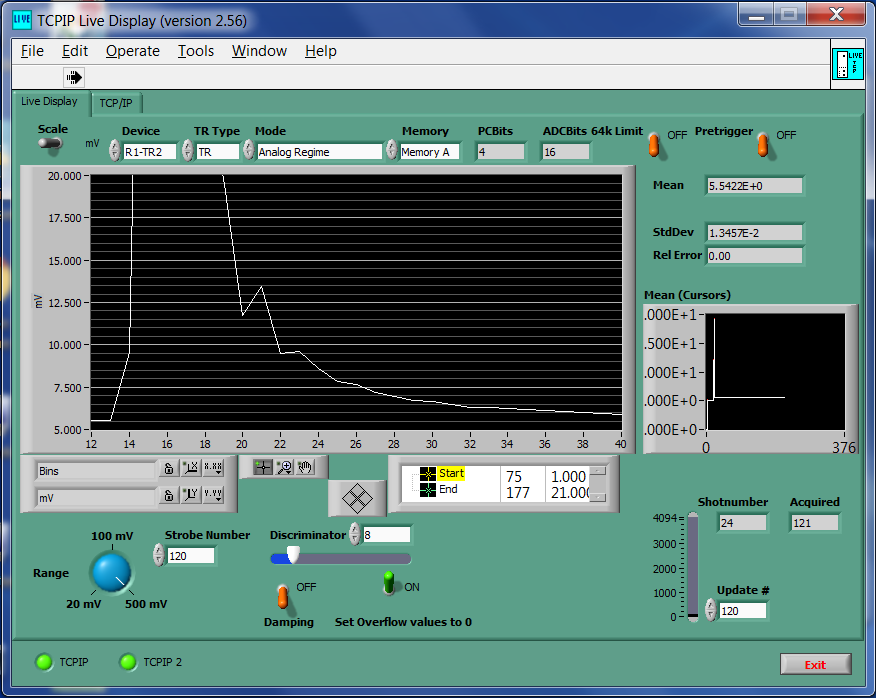 LIVE TCPIP Live Display (version 2.56)
File Edit Operate Tools Window Help
LIVE
T
C
P
Live Display TCP/IP
Scale Device TR Type Mode Memory PCBits ADCBits 64k Limit OFF Pretrigger OFF
mV R1-TR2 TR Analog Regime Memory A 4 16
Mean 5.5422E+0
StdDev 1.3457E-2
Rel Error 0.00
20.000
17.500
15.000
12.500
10.000
7.500
5.000
mV
12 14 16 18 20 22 24 26 28 30 32 34 36 38 40
Mean (Cursors)
.000E+1
.500E+1
.000E+1
.000E+0
.000E+0
0 376
Bins X X.XX
mV Y Y.YY
Start 75 1.000
End 177 21.000
Shotnumber Acquired
24 121
4094
3000
2000
1000
0
Update #
120
100 mV
Range
20 mV 500 mV
Strobe Number
120
Discriminator 8
OFF ON
Damping Set Overflow values to 0
TCPIP TCPIP 2
Exit